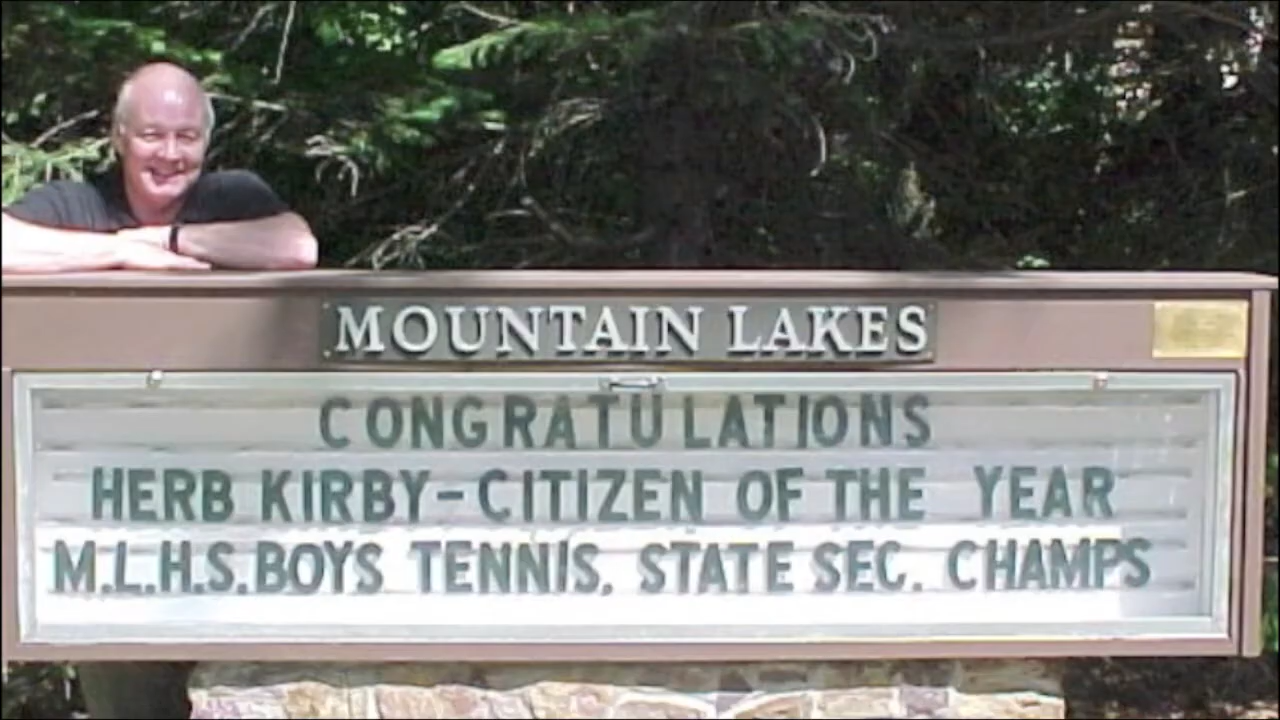 MOUNTAIN LAKES
CONGRATULATIONS
HERB KIRBY-CITIZEN OF THE YEAR
M.L.H.S. BOYS TENNIS, STATE SEC. CHAMPS